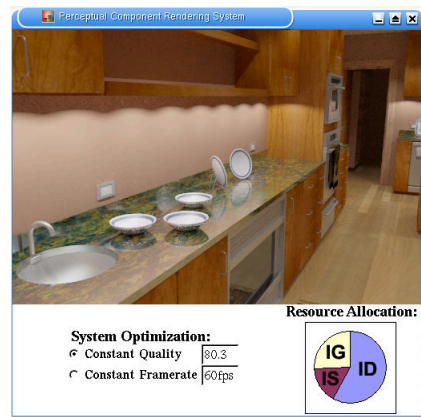 Perceptual Component Rendering System
Resource Allocation:
System Optimization:
Constant Quality 80.3
Constant Framerate 60fps
IG
ID
IS